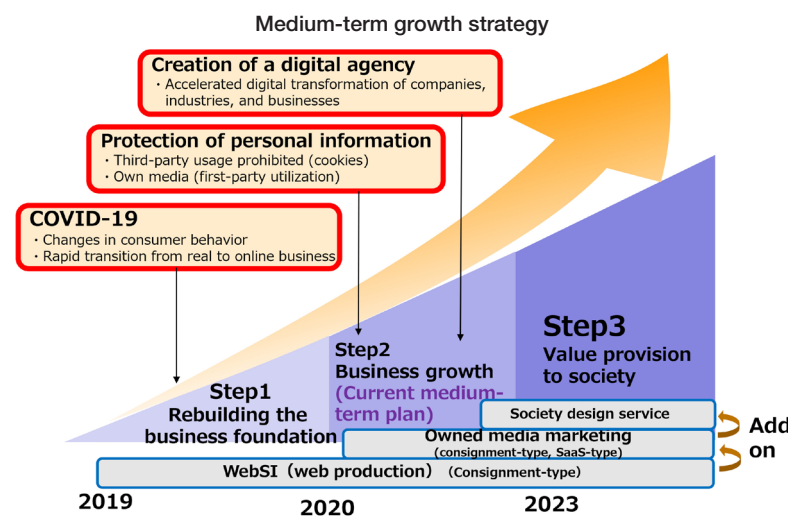 Medium-term growth strategy
Creation of a digital agency
・Accelerated digital transformation of companies,
industries, and businesses
Protection of personal information
・Third-party usage prohibited (cookies)
・Own media (first-party utilization)
COVID-19
・Changes in consumer behavior
・Rapid transition from real to online business
Step1
Rebuilding the
business foundation
Step2
Business growth
(Current medium-
term plan)
Step3
Value provision
to society
Society design service
Owned media marketing
(consignment-type, SaaS-type)
WebSI（web production）(Consignment-type)
Add
on
2019
2020
2023